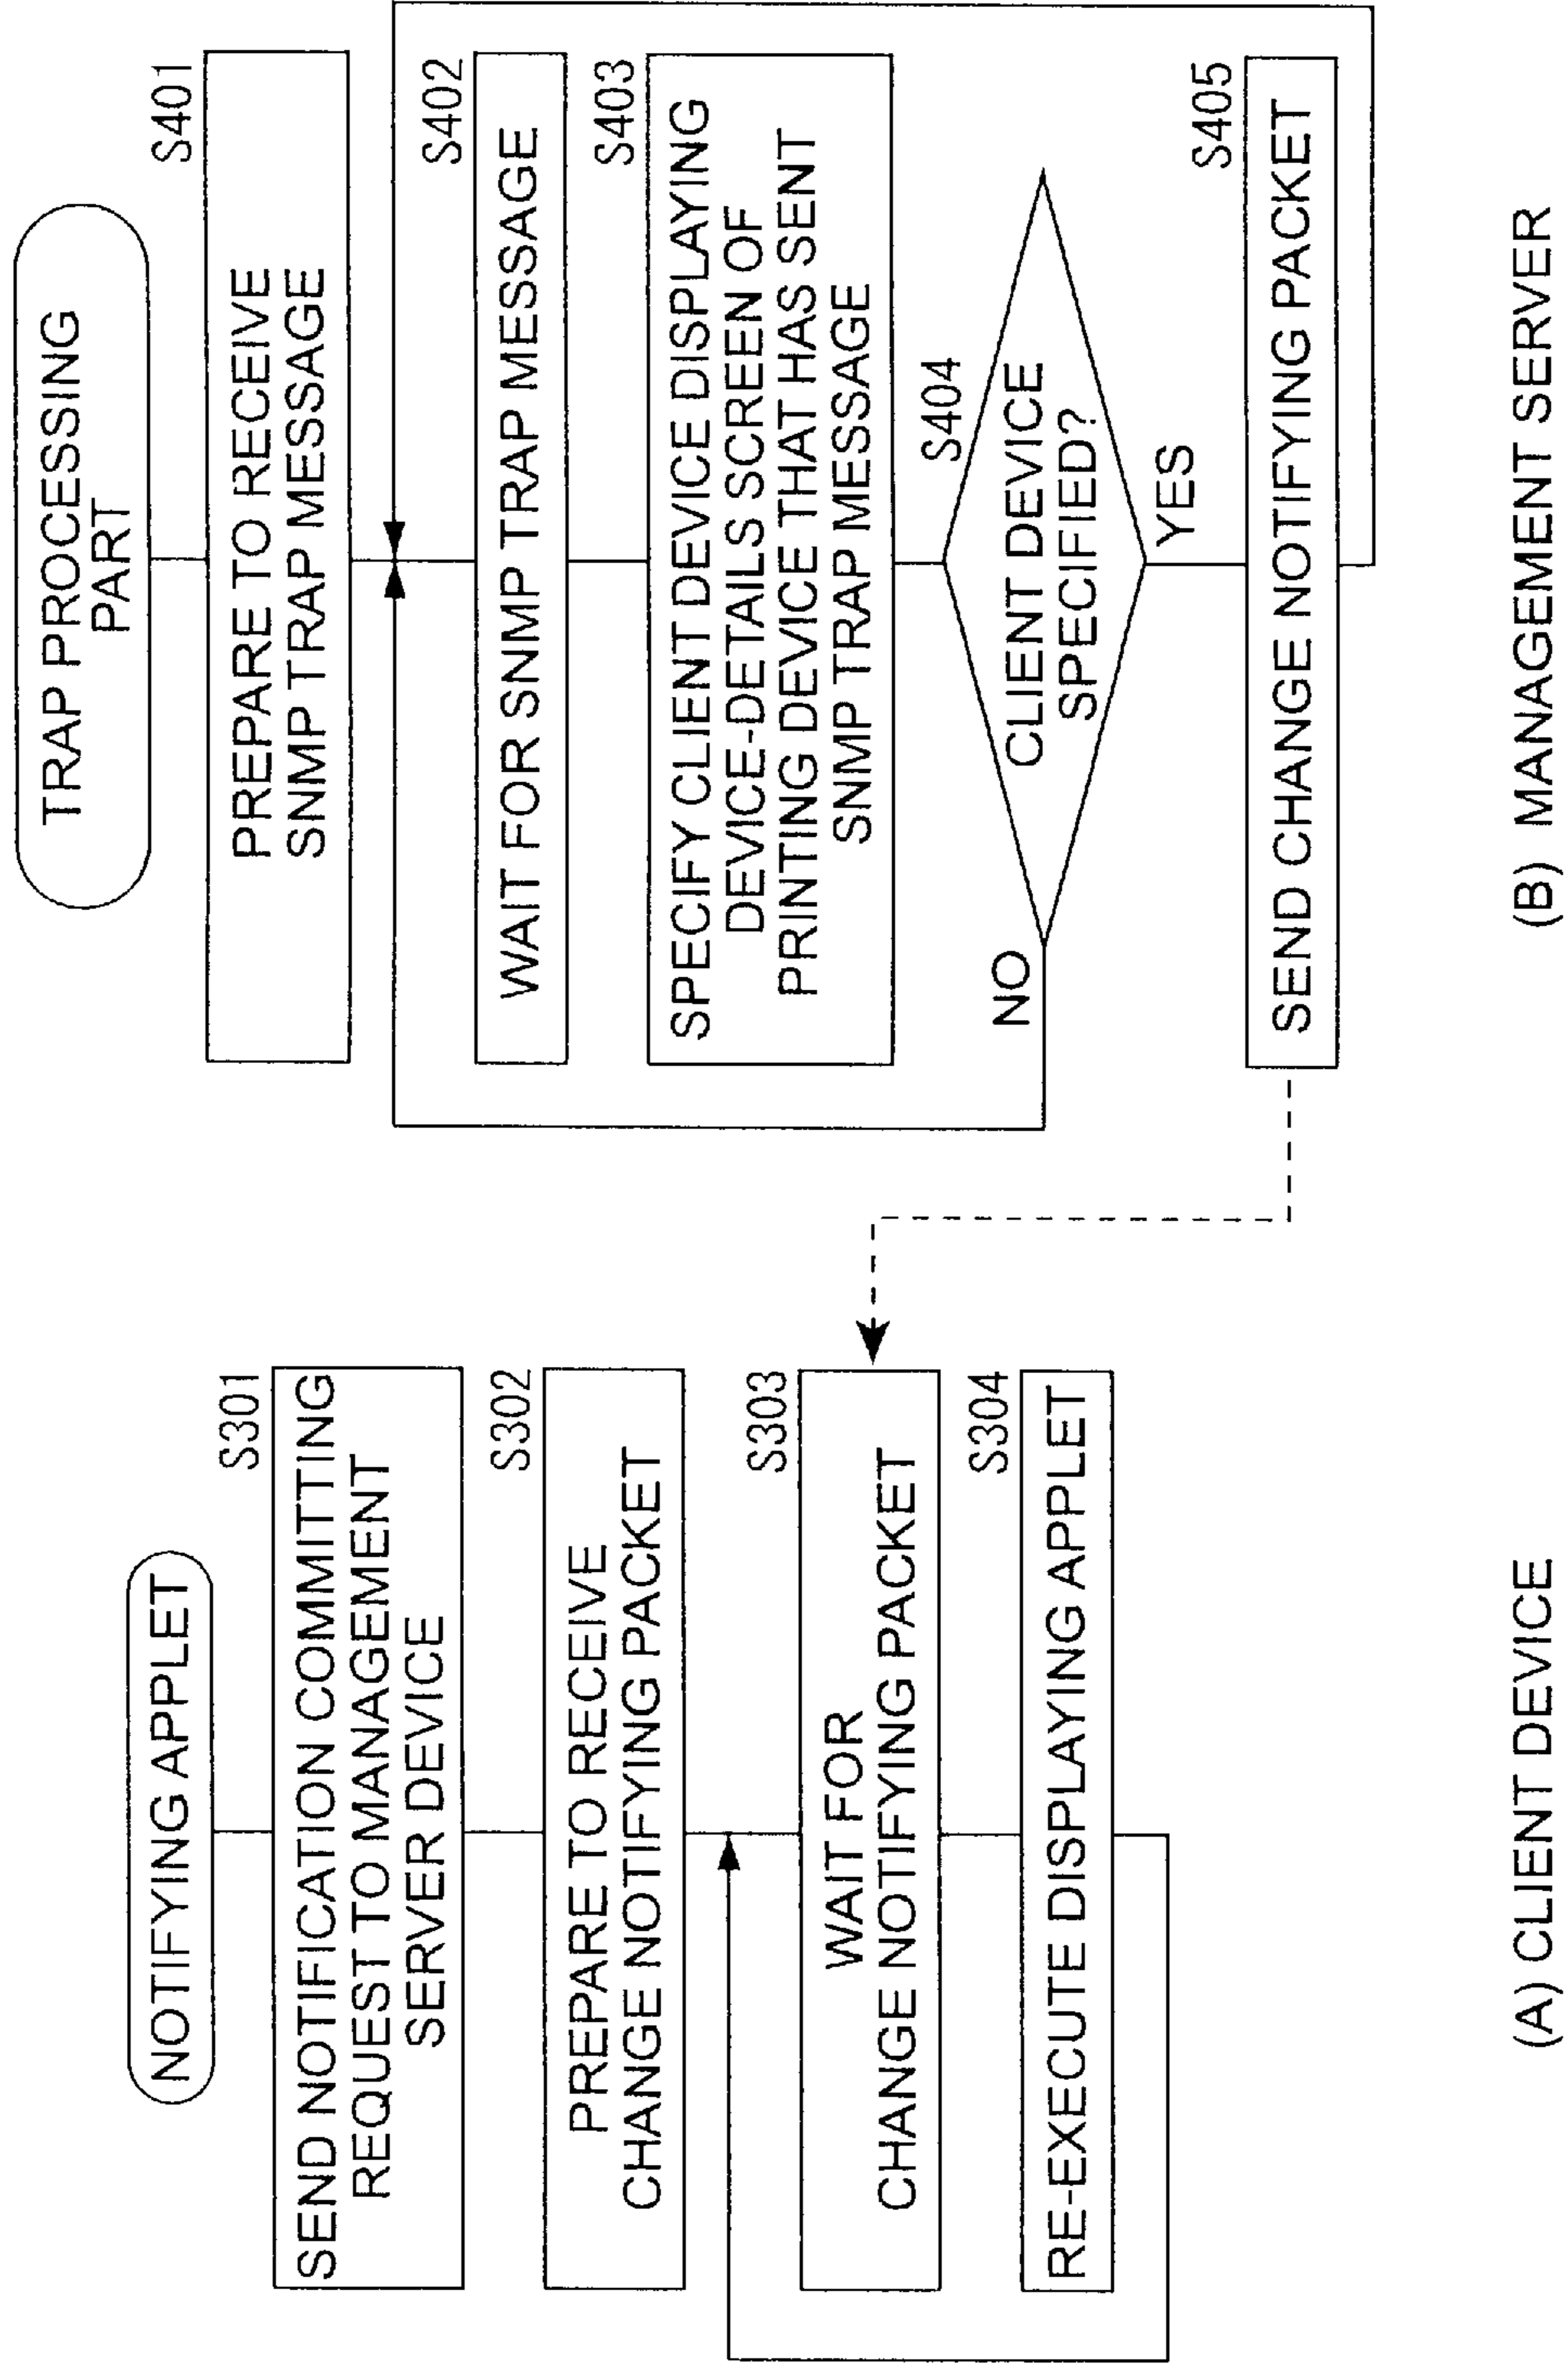 NOTIFYING APPLET
S301
SEND NOTIFICATION COMMITTING
REQUEST TO MANAGEMENT
SERVER DEVICE
S302
PREPARE TO RECEIVE
CHANGE NOTIFYING PACKET
S303
WAIT FOR
CHANGE NOTIFYING PACKET
S304
RE-EXECUTE DISPLAYING APPLET
(A) CLIENT DEVICE
TRAP PROCESSING
PART
S401
PREPARE TO RECEIVE
SNMP TRAP MESSAGE
S402
WAIT FOR SNMP TRAP MESSAGE
S403
SPECIFY CLIENT DEVICE DISPLAYING
DEVICE-DETAILS SCREEN OF
PRINTING DEVICE THAT HAS SENT
SNMP TRAP MESSAGE
S404
CLIENT DEVICE
SPECIFIED?
NO
YES
S405
SEND CHANGE NOTIFYING PACKET
(B) MANAGEMENT SERVER